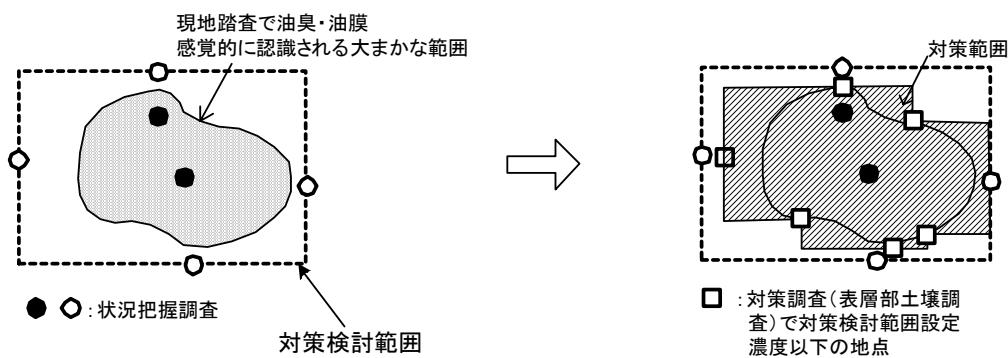 現地踏査で油臭・油膜
感覚的に認識される大まかな範囲
:状況把握調査
対策検討範囲
対策範囲
:対策調査(表層部土壌調
査)で対策検討範囲設定
濃度以下の地点